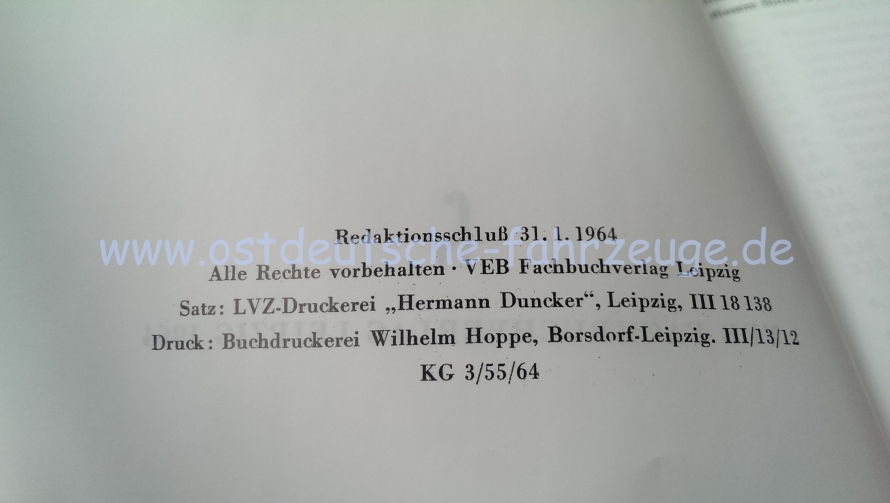 Redaktionsschluß 31. 1. 1964
www.ostdeutsche-fahrzeuge.de
Alle Rechte vorbehalten · VEB Fachbuchverlag Leipzig
Satz: LVZ-Druckerei „Hermann Duncker“, Leipzig, III 18 138
Druck: Buchdruckerei Wilhelm Hoppe, Borsdorf-Leipzig. III/13/12
KG 3/55/64